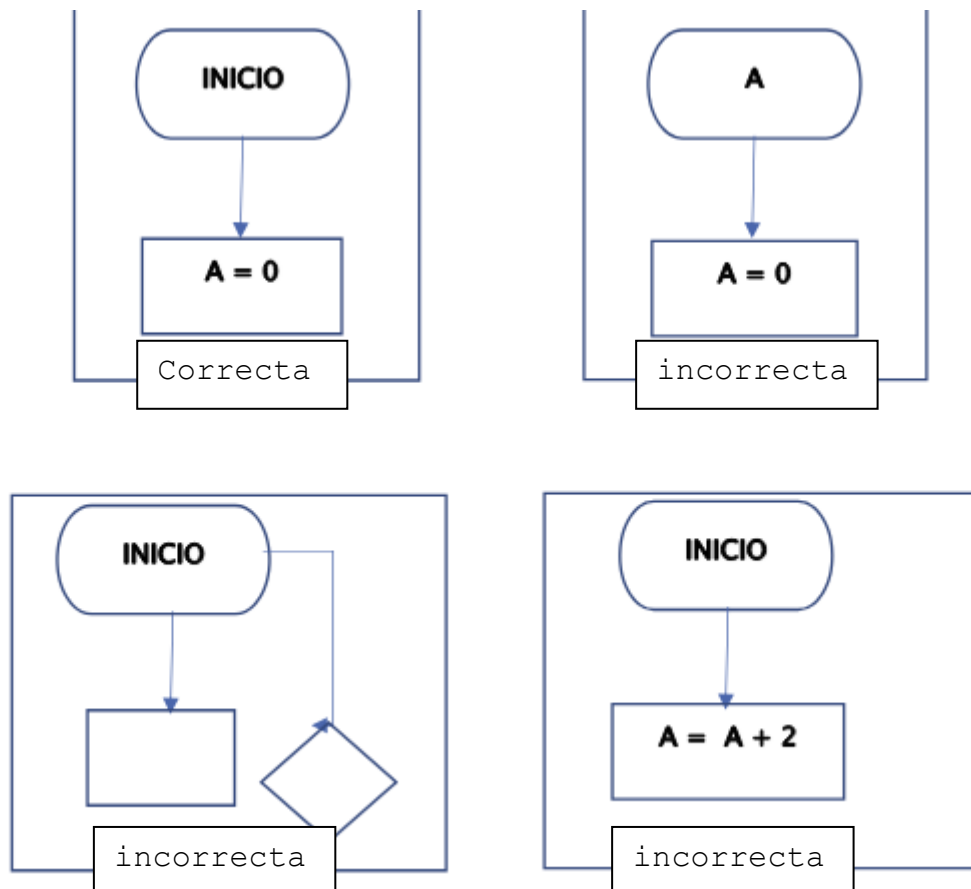 INICIO
A = 0
Correcta
A
A = 0
incorrecta
INICIO
incorrecta
INICIO
A = A + 2
incorrecta